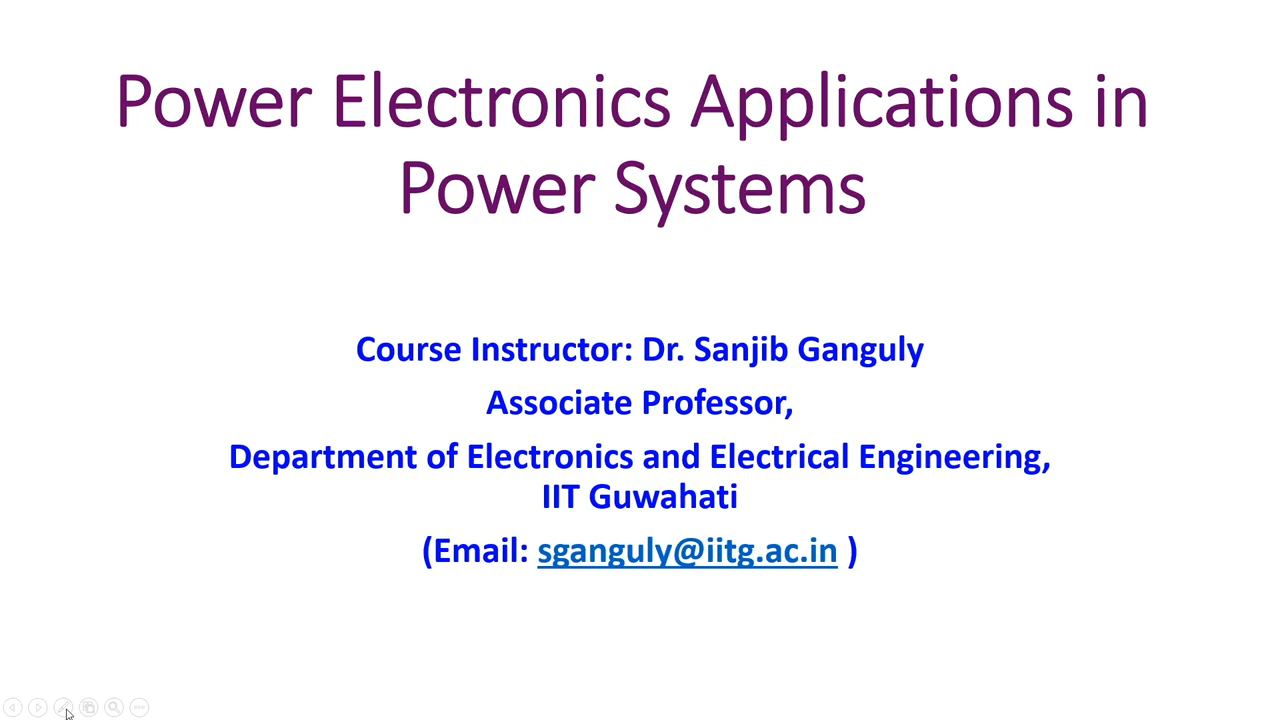 Power Electronics Applications in
Power Systems
Course Instructor: Dr. Sanjib Ganguly
Associate Professor,
Department of Electronics and Electrical Engineering,
IIT Guwahati
(Email: sganguly@iitg.ac.in )